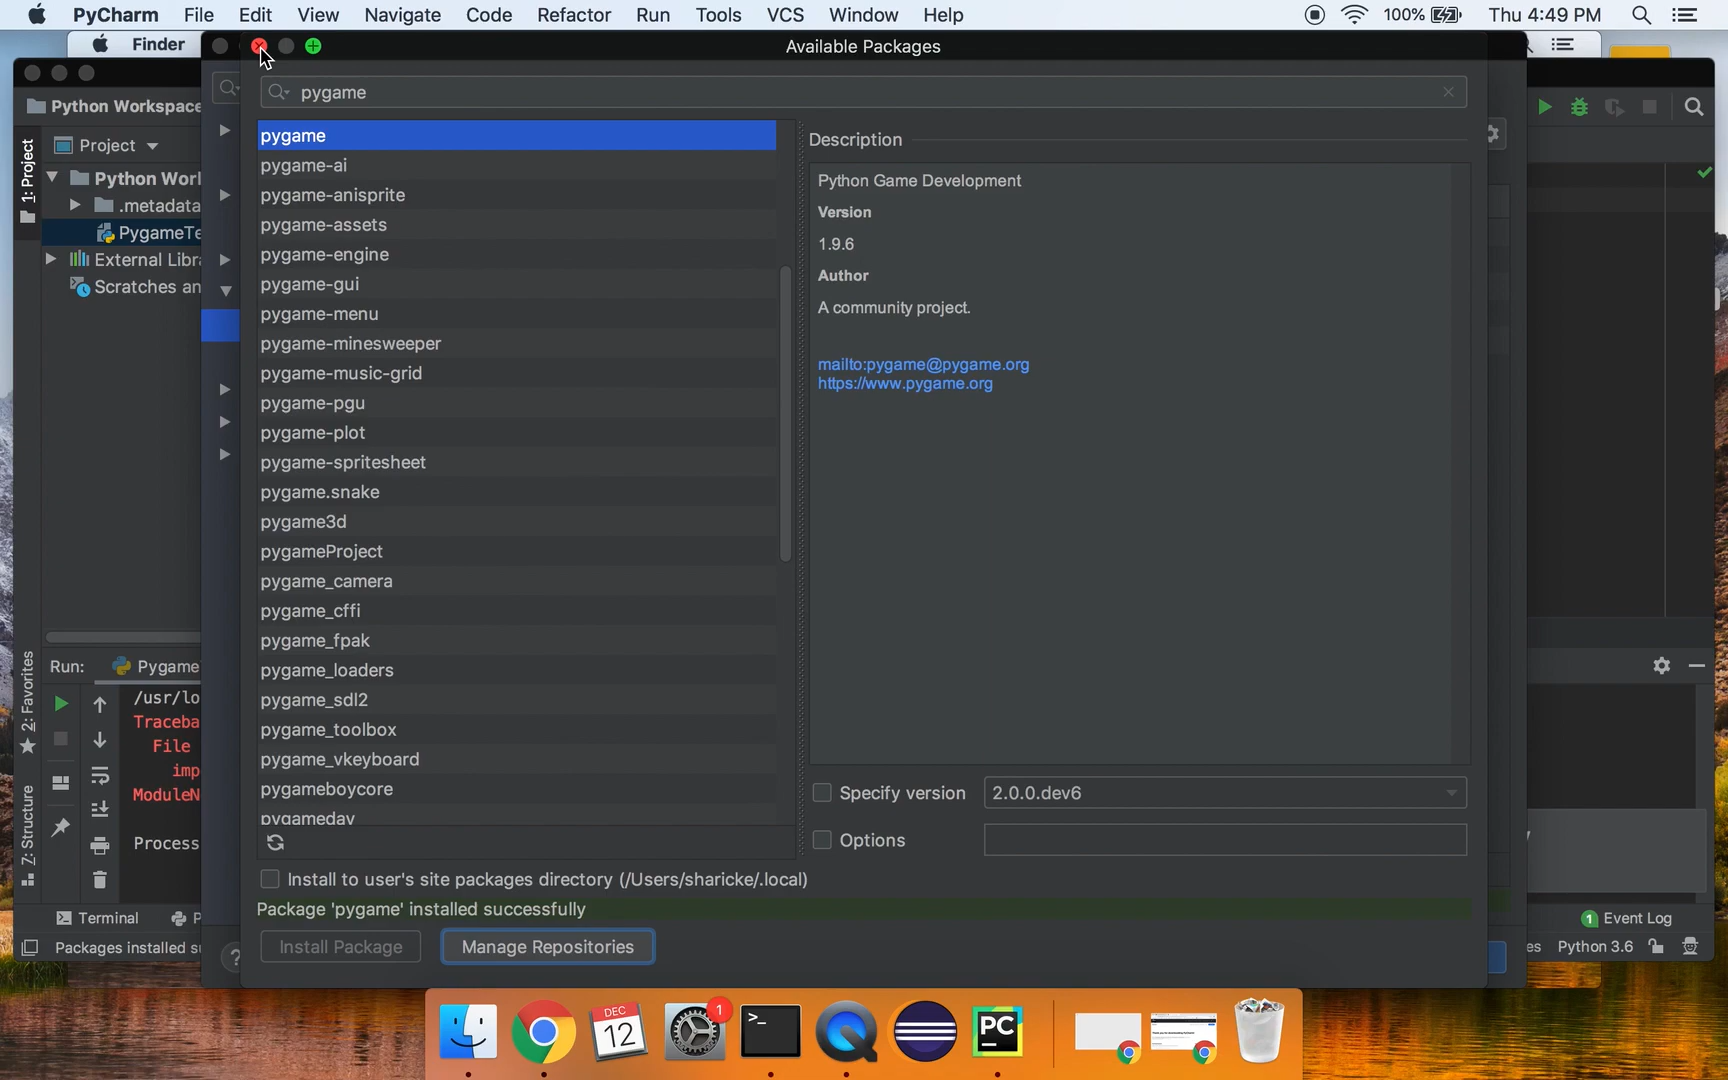 PyCharm File Edit View Navigate Code Refactor Run Tools VCS Window Help 100% Thu 4:49 PM
Finder
Available Packages
Python Workspace
pygame
1: Project
Project
Python Worl
.metadata
PygameTe
External Libra
Scratches an
pygame
pygame-ai
pygame-anisprite
pygame-assets
pygame-engine
pygame-gui
pygame-menu
pygame-minesweeper
pygame-music-grid
pygame-pgu
pygame-plot
pygame-spritesheet
pygame.snake
pygame3d
pygameProject
pygame_camera
pygame_cffi
pygame_fpak
pygame_loaders
pygame_sdl2
pygame_toolbox
pygame_vkeyboard
pygameboycore
pygameday
Description
Python Game Development
Version
1.9.6
Author
A community project.
mailto:pygame@pygame.org
https://www.pygame.org
Specify version 2.0.0.dev6
Options
Install to user's site packages directory (/Users/sharicke/.local)
Package 'pygame' installed successfully
Install Package Manage Repositories
?
Run: Pygame
/usr/lo
Traceba
File
imp
ModuleN
Process
2: Favorites
7: Structure
Terminal P
Packages installed su
1 Event Log
es Python 3.6
DEC
12
1
>_
PC